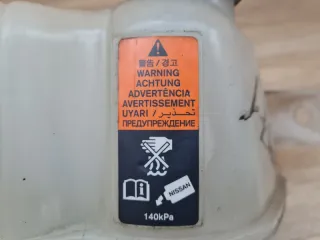 警告 / 경고
WARNING
ACHTUNG
ADVERTÊNCIA
AVERTISSEMENT
UYARI / تحذير
ПРЕДУПРЕЖДЕНИЕ
NISSAN
140kPa